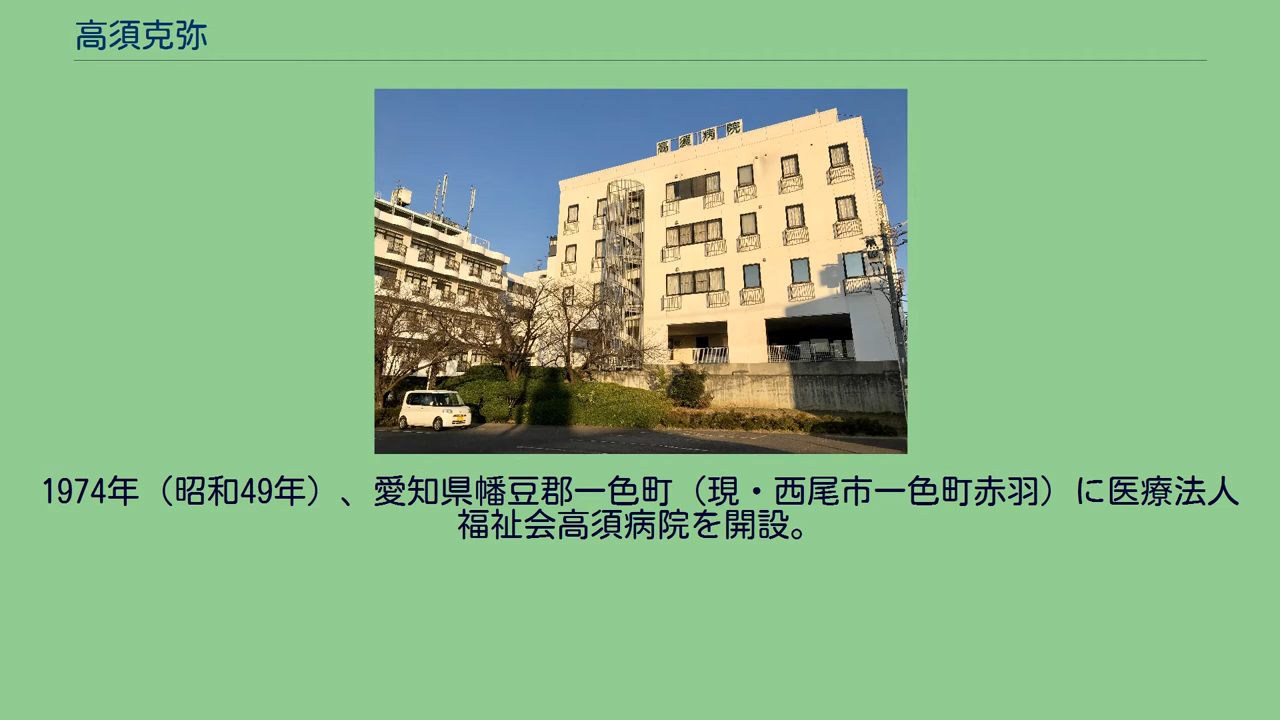 高須克弥
高須病院
1974年（昭和49年）、愛知県幡豆郡一色町（現・西尾市一色町赤羽）に医療法人
福祉会高須病院を開設。